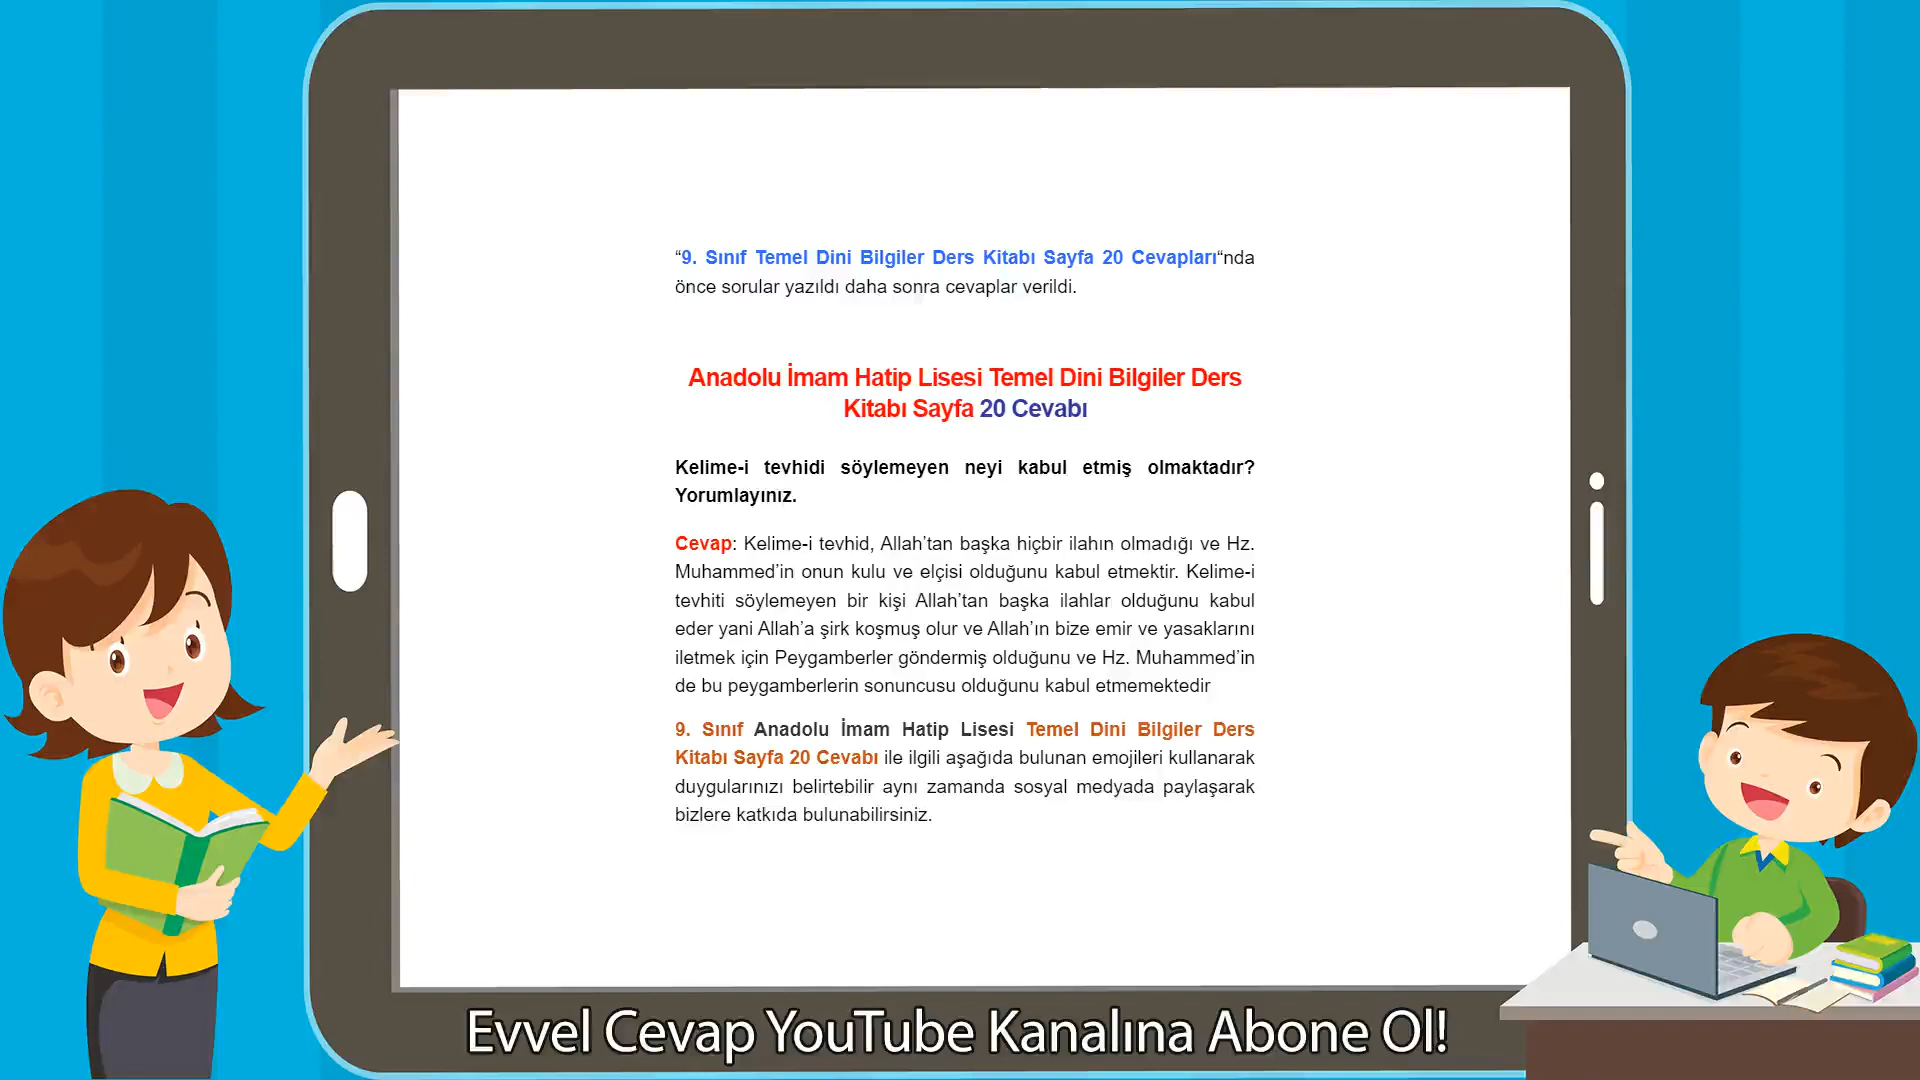 “9. Sınıf Temel Dini Bilgiler Ders Kitabı Sayfa 20 Cevapları“nda
önce sorular yazıldı daha sonra cevaplar verildi.
Anadolu İmam Hatip Lisesi Temel Dini Bilgiler Ders
Kitabı Sayfa 20 Cevabı
Kelime-i tevhidi söylemeyen neyi kabul etmiş olmaktadır?
Yorumlayınız.
Cevap: Kelime-i tevhid, Allah’tan başka hiçbir ilahın olmadığı ve Hz.
Muhammed’in onun kulu ve elçisi olduğunu kabul etmektir. Kelime-i
tevhiti söylemeyen bir kişi Allah’tan başka ilahlar olduğunu kabul
eder yani Allah’a şirk koşmuş olur ve Allah’ın bize emir ve yasaklarını
iletmek için Peygamberler göndermiş olduğunu ve Hz. Muhammed’in
de bu peygamberlerin sonuncusu olduğunu kabul etmemektedir
9. Sınıf Anadolu İmam Hatip Lisesi Temel Dini Bilgiler Ders
Kitabı Sayfa 20 Cevabı ile ilgili aşağıda bulunan emojileri kullanarak
duygularınızı belirtebilir aynı zamanda sosyal medyada paylaşarak
bizlere katkıda bulunabilirsiniz.
Evvel Cevap YouTube Kanalına Abone Ol!